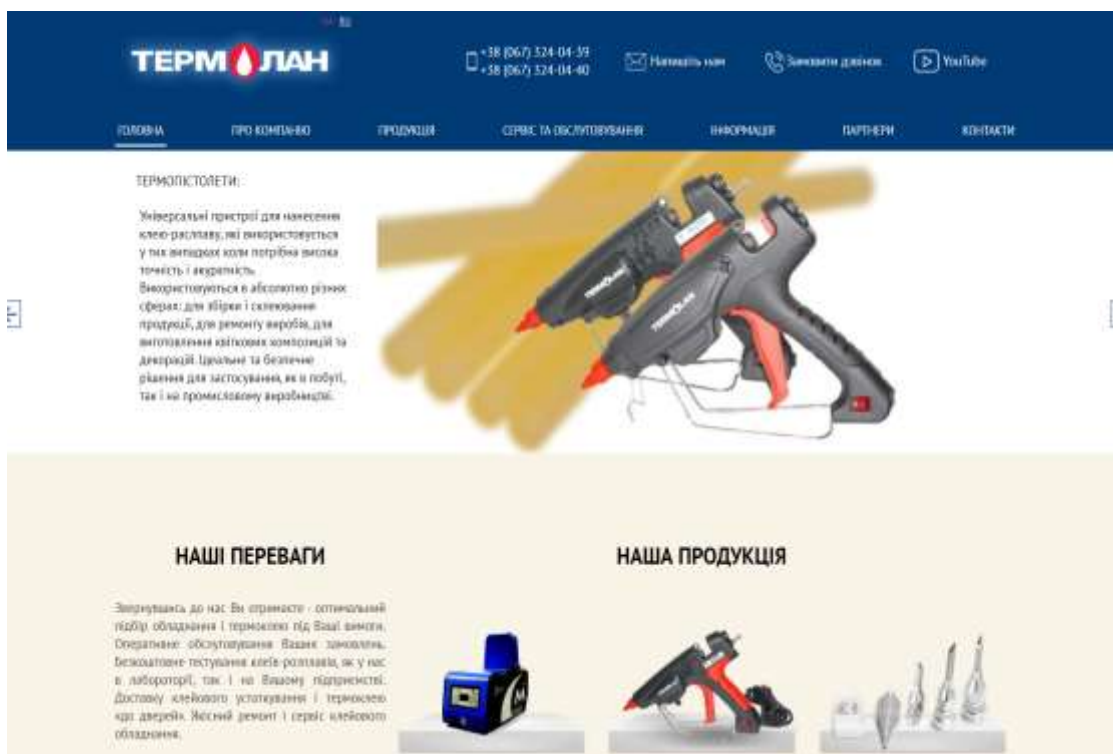 ТЕРМОЛАН
+38 (067) 324-04-39
+38 (067) 324-04-40
Напишіть нам
Замовити дзвінок
YouTube
ГОЛОВНА
ПРО КОМПАНІЮ
ПРОДУКЦІЯ
СЕРВІС ТА ОБСЛУГОВУВАННЯ
ІНФОРМАЦІЯ
ПАРТНЕРИ
КОНТАКТИ
ТЕРМОПІСТОЛЕТИ:
Універсальні пристрої для нанесення
клею-расплаву, які використовується
у тих випадках коли потрібна висока
точність і акуратність.
Використовуються в абсолютно різних
сферах: для збірки і склеювання
продукції, для ремонту виробів, для
виготовлення квіткових композицій та
декорацій. Ідеальне та безпечне
рішення для застосування, як в побуті,
так і на промисловому виробництві.
ТЕРМОЛАН
ТЕРМОЛАН
НАШІ ПЕРЕВАГИ
Звернувшись до нас Ви отримаєте - оптимальний
підбір обладнання і термоклею під Ваші вимоги.
Оперативне обслуговування Ваших замовлень.
Безкоштовне тестування клеїв-розплавів, як у нас
в лабораторії, так і на Вашому підприємстві.
Доставку клейового устаткування і термоклею
«до дверей». Якісний ремонт і сервіс клейового
обладнання.
НАША ПРОДУКЦІЯ